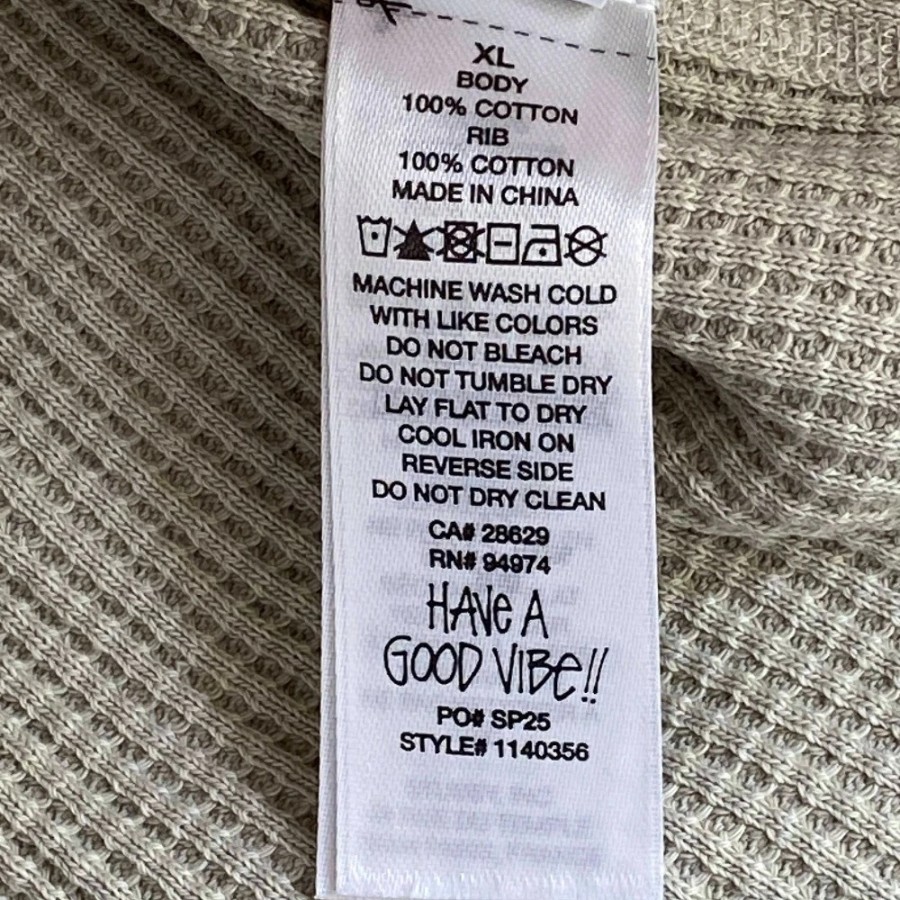 XL
BODY
100% COTTON
RIB
100% COTTON
MADE IN CHINA
MACHINE WASH COLD
WITH LIKE COLORS
DO NOT BLEACH
DO NOT TUMBLE DRY
LAY FLAT TO DRY
COOL IRON ON
REVERSE SIDE
DO NOT DRY CLEAN
CA# 28629
RN# 94974
HAVe A
GOOD VIBe!!
PO# SP25
STYLE# 1140356